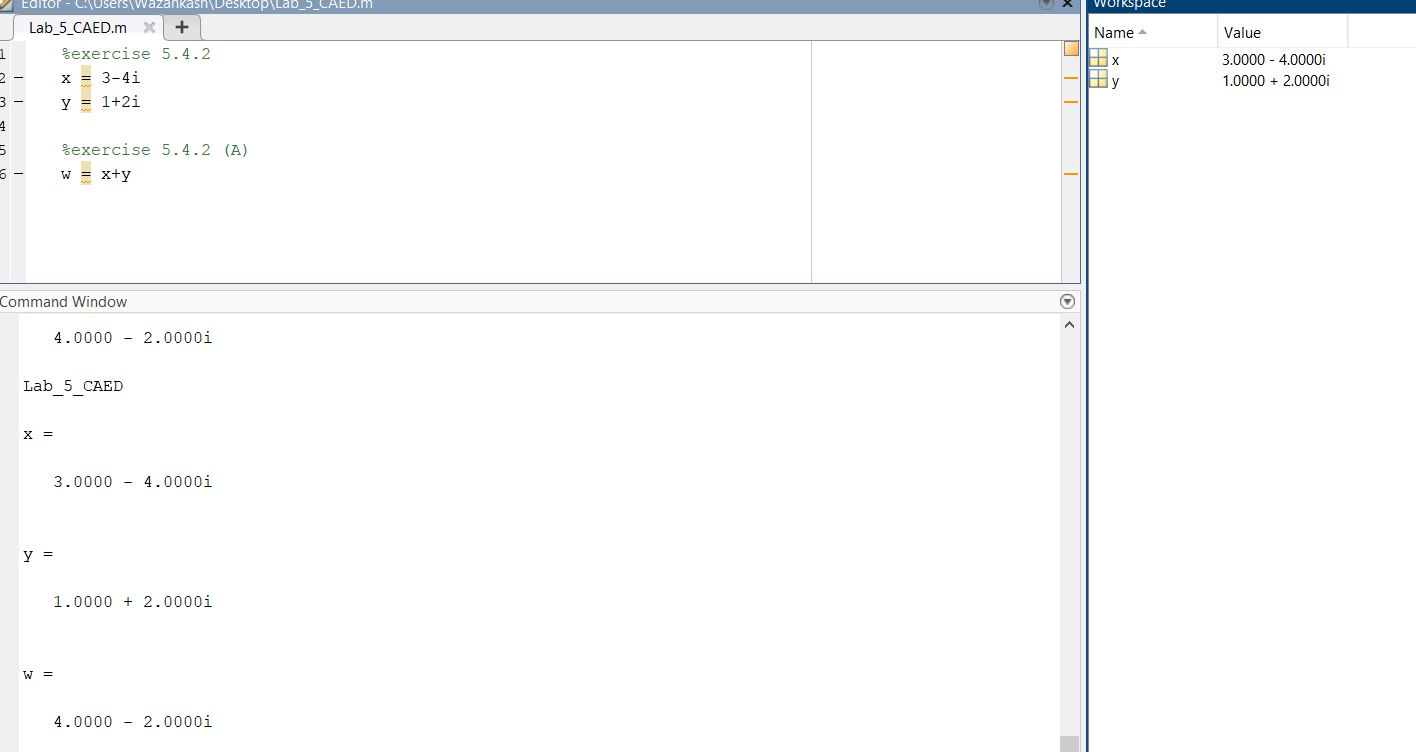 Editor - C:\Users\Wazankash\Desktop\Lab_5_CAED.m
Lab_5_CAED.m
1 %exercise 5.4.2
2 x = 3-4i
3 y = 1+2i
4
5 %exercise 5.4.2 (A)
6 w = x+y
Command Window
4.0000 - 2.0000i
Lab_5_CAED
x =
3.0000 - 4.0000i
y =
1.0000 + 2.0000i
w =
4.0000 - 2.0000i
Workspace
Name Value
x 3.0000 - 4.0000i
y 1.0000 + 2.0000i